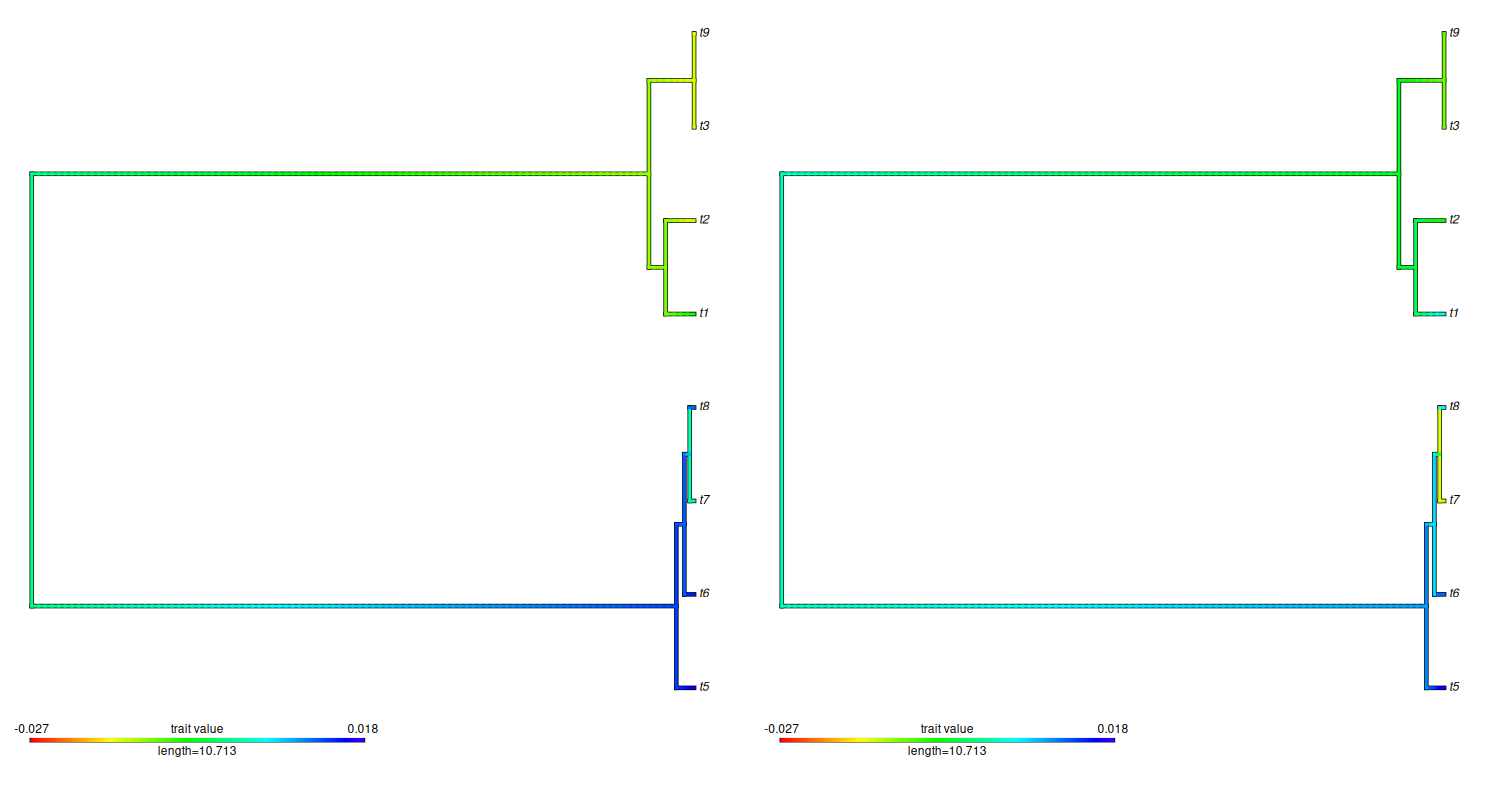 t9
t3
t2
t1
t8
t7
t6
t5
-0.027 trait value 0.018
length=10.713
t9
t3
t2
t1
t8
t7
t6
t5
-0.027 trait value 0.018
length=10.713